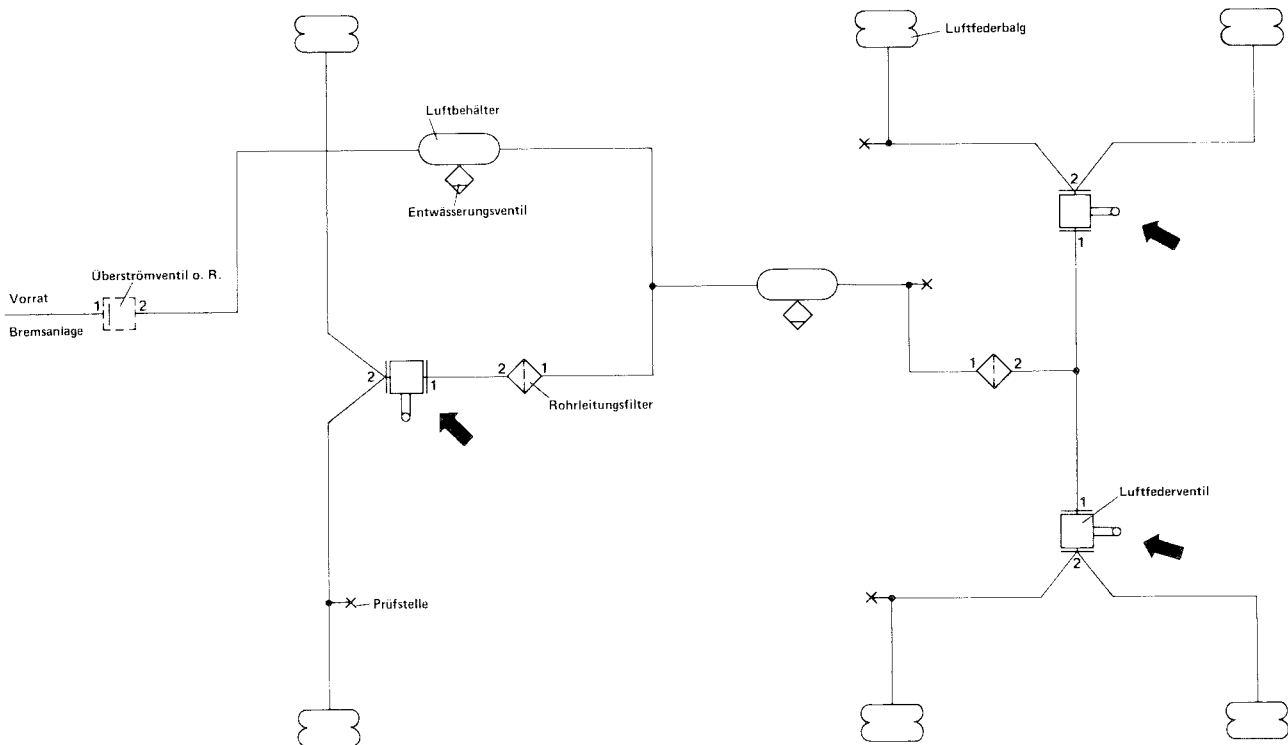 Luftfederbalg
Luftbehälter
Entwässerungsventil
2
1
Überströmventil o. R.
Vorrat
1
2
Bremsanlage
2
1
2
1
Rohrleitungsfilter
1
2
1
Luftfederventil
2
Prüfstelle